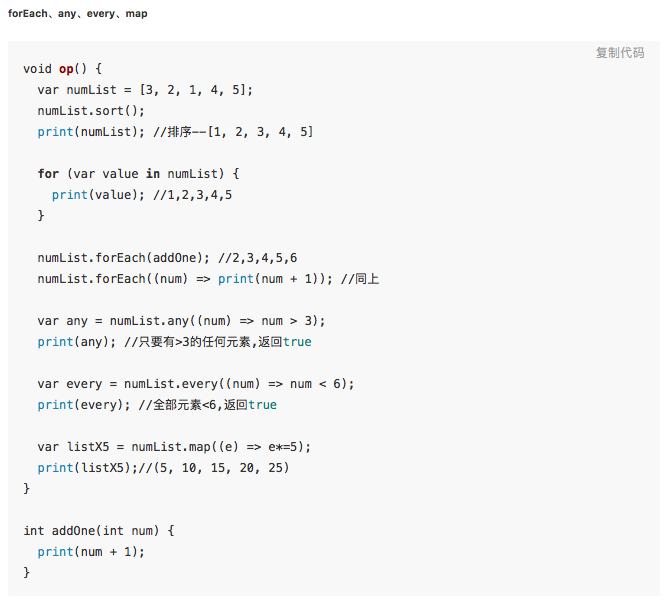 forEach、any、every、map
复制代码
void op() {
  var numList = [3, 2, 1, 4, 5];
  numList.sort();
  print(numList); //排序--[1, 2, 3, 4, 5]

  for (var value in numList) {
    print(value); //1,2,3,4,5
  }

  numList.forEach(addOne); //2,3,4,5,6
  numList.forEach((num) => print(num + 1)); //同上

  var any = numList.any((num) => num > 3);
  print(any); //只要有>3的任何元素,返回true

  var every = numList.every((num) => num < 6);
  print(every); //全部元素<6,返回true

  var listX5 = numList.map((e) => e*=5);
  print(listX5);//(5, 10, 15, 20, 25)
}

int addOne(int num) {
  print(num + 1);
}